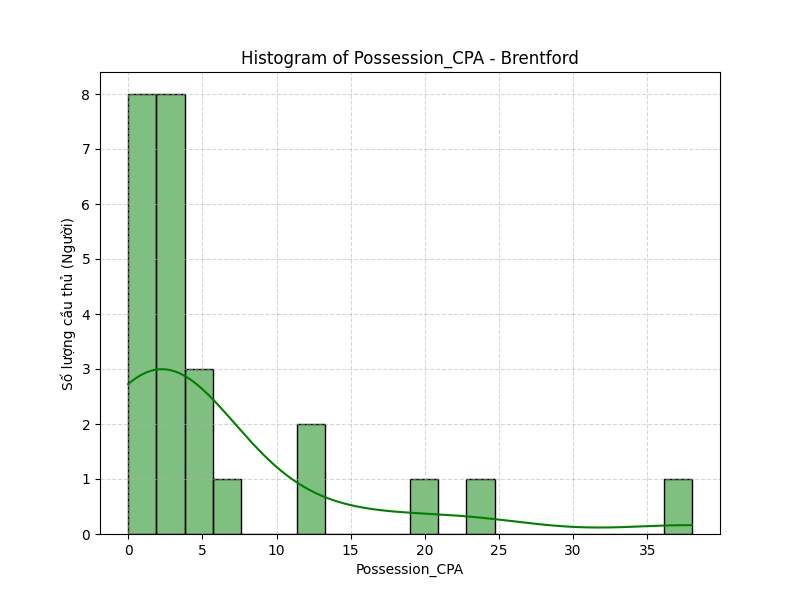 Histogram of Possession_CPA - Brentford
8
7
6
5
4
3
2
1
0
Số lượng cầu thủ (Người)
0 5 10 15 20 25 30 35
Possession_CPA